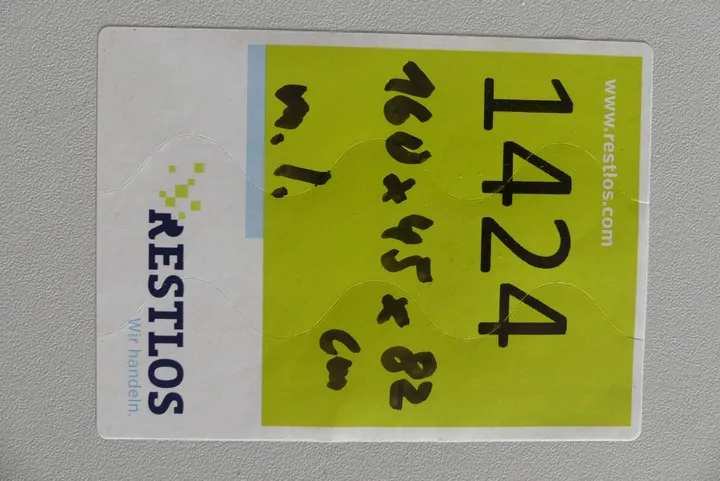 www.restlos.com
1424
160 x 45 x 82
cm
m. l.
RESTLOS
Wir handeln.